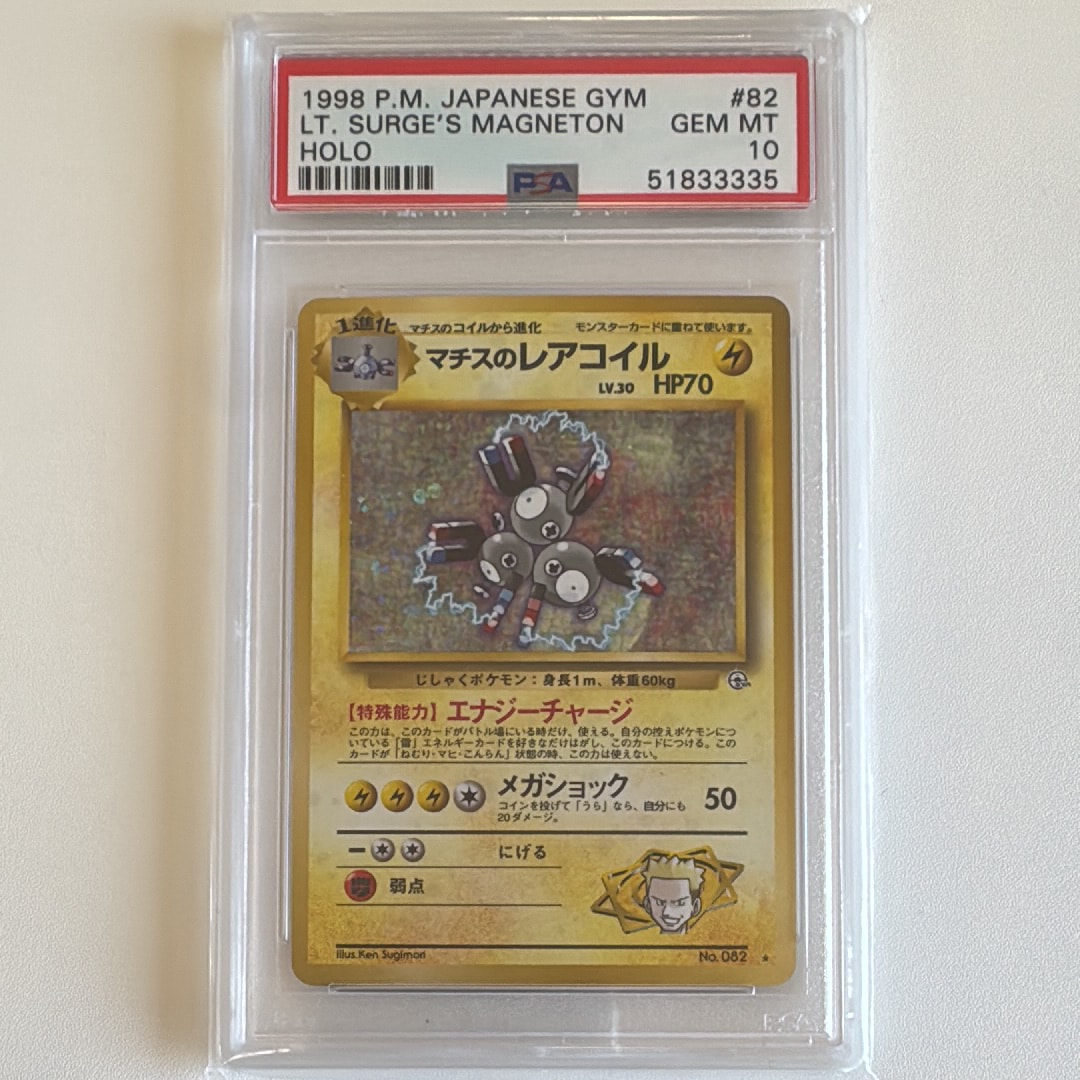 1998 P.M. JAPANESE GYM #82
LT. SURGE'S MAGNETON GEM MT
HOLO 10
PSA 51833335
1進化 マチスのコイルから進化 モンスターカードに重ねて使います。
マチスのレアコイル
LV.30 HP70
じしゃくポケモン：身長1m、体重60kg
【特殊能力】エナジーチャージ
この力は、このカードがバトル場にいる時だけ、使える。自分の控えポケモンにつ
いている「雷」エネルギーカードを好きなだけはがし、このカードにつける。この
カードが「ねむり・マヒ・こんらん」状態の時、この力は使えない。
メガショック 50
コインを投げて「うら」なら、自分にも
20ダメージ。
にげる
弱点
Illus.Ken Sugimori No. 082
PSA